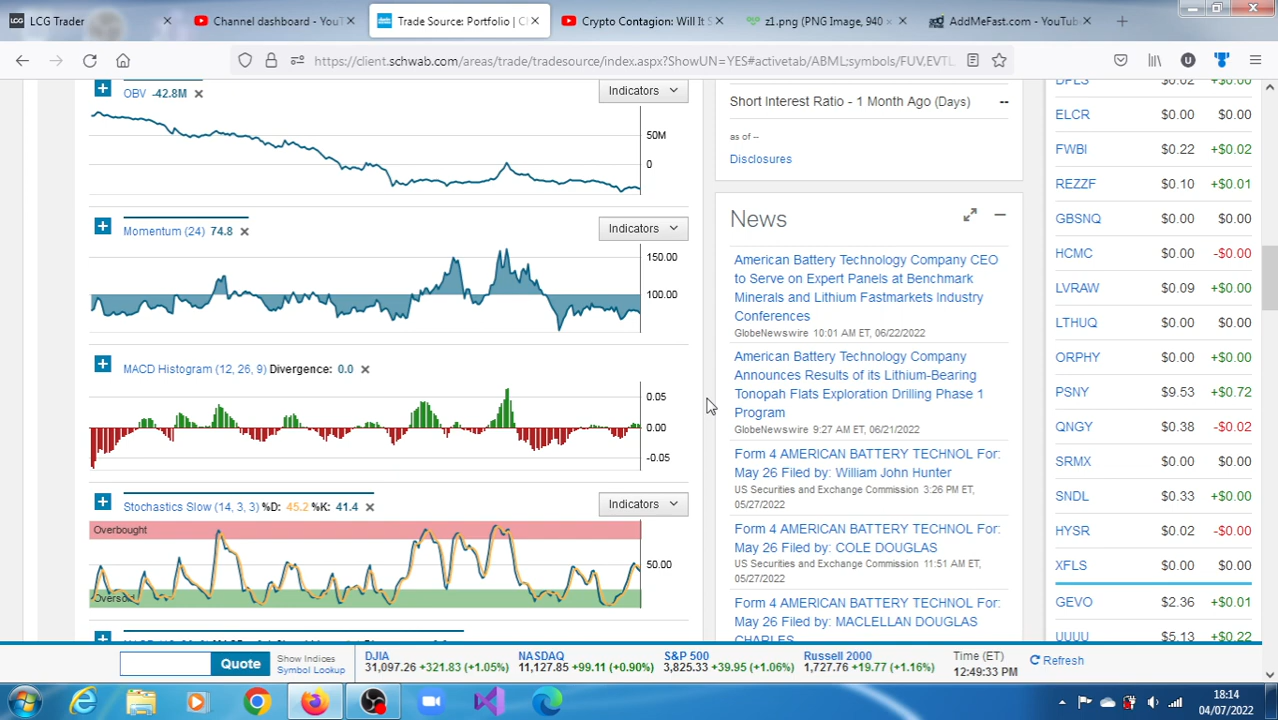 LCG Trader
Channel dashboard - YouT
Trade Source: Portfolio | C
Crypto Contagion: Will It S
z1.png (PNG Image, 940
AddMeFast.com - YouTub
https://client.schwab.com/areas/trade/tradesource/index.aspx?ShowUN=YES#activetab/ABML:symbols/FUV,EVTL,
OBV -42.8M
Indicators
50M
0
Momentum (24) 74.8
Indicators
150.00
100.00
MACD Histogram (12, 26, 9) Divergence: 0.0
0.05
0.00
-0.05
Stochastics Slow (14, 3, 3) %D: 45.2 %K: 41.4
Indicators
Overbought
50.00
Oversold
Short Interest Ratio - 1 Month Ago (Days) --
as of --
Disclosures
News
American Battery Technology Company CEO
to Serve on Expert Panels at Benchmark
Minerals and Lithium Fastmarkets Industry
Conferences
GlobeNewswire 10:01 AM ET, 06/22/2022
American Battery Technology Company
Announces Results of its Lithium-Bearing
Tonopah Flats Exploration Drilling Phase 1
Program
GlobeNewswire 9:27 AM ET, 06/21/2022
Form 4 AMERICAN BATTERY TECHNOL For:
May 26 Filed by: William John Hunter
US Securities and Exchange Commission 3:26 PM ET,
05/27/2022
Form 4 AMERICAN BATTERY TECHNOL For:
May 26 Filed by: COLE DOUGLAS
US Securities and Exchange Commission 11:51 AM ET,
05/27/2022
Form 4 AMERICAN BATTERY TECHNOL For:
May 26 Filed by: MACLELLAN DOUGLAS
CHARLES
DPLS $0.02 +$0.00
ELCR $0.00 $0.00
FWBI $0.22 +$0.02
REZZF $0.10 +$0.01
GBSNQ $0.00 $0.00
HCMC $0.00 -$0.00
LVRAW $0.09 +$0.00
LTHUQ $0.00 $0.00
ORPHY $0.00 +$0.00
PSNY $9.53 +$0.72
QNGY $0.38 -$0.02
SRMX $0.00 $0.00
SNDL $0.33 +$0.00
HYSR $0.02 -$0.00
XFLS $0.00 $0.00
GEVO $2.36 +$0.01
UUUU $5.13 +$0.22
Quote
Show Indices
Symbol Lookup
DJIA
31,097.26 +321.83 (+1.05%)
NASDAQ
11,127.85 +99.11 (+0.90%)
S&P 500
3,825.33 +39.95 (+1.06%)
Russell 2000
1,727.76 +19.77 (+1.16%)
Time (ET)
12:49:33 PM
Refresh
18:14
04/07/2022